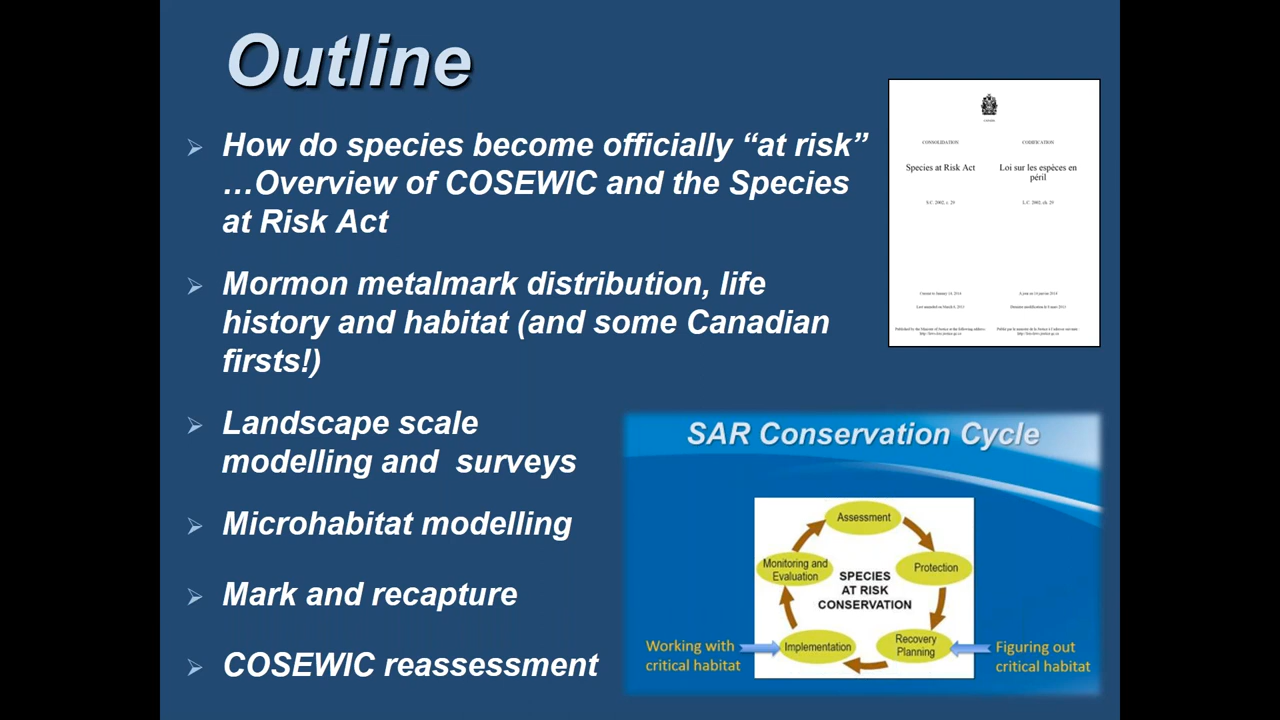 Outline
How do species become officially “at risk”
…Overview of COSEWIC and the Species
at Risk Act
Mormon metalmark distribution, life
history and habitat (and some Canadian
firsts!)
Landscape scale
modelling and  surveys
Microhabitat modelling
Mark and recapture
COSEWIC reassessment
CANADA
CONSOLIDATION
CODIFICATION
Species at Risk Act
Loi sur les espèces en
péril
S.C. 2002, c. 29
L.C. 2002, ch. 29
SAR Conservation Cycle
Assessment
Protection
Recovery
Planning
Implementation
Monitoring and
Evaluation
SPECIES
AT RISK
CONSERVATION
Working with
critical habitat
Figuring out
critical habitat